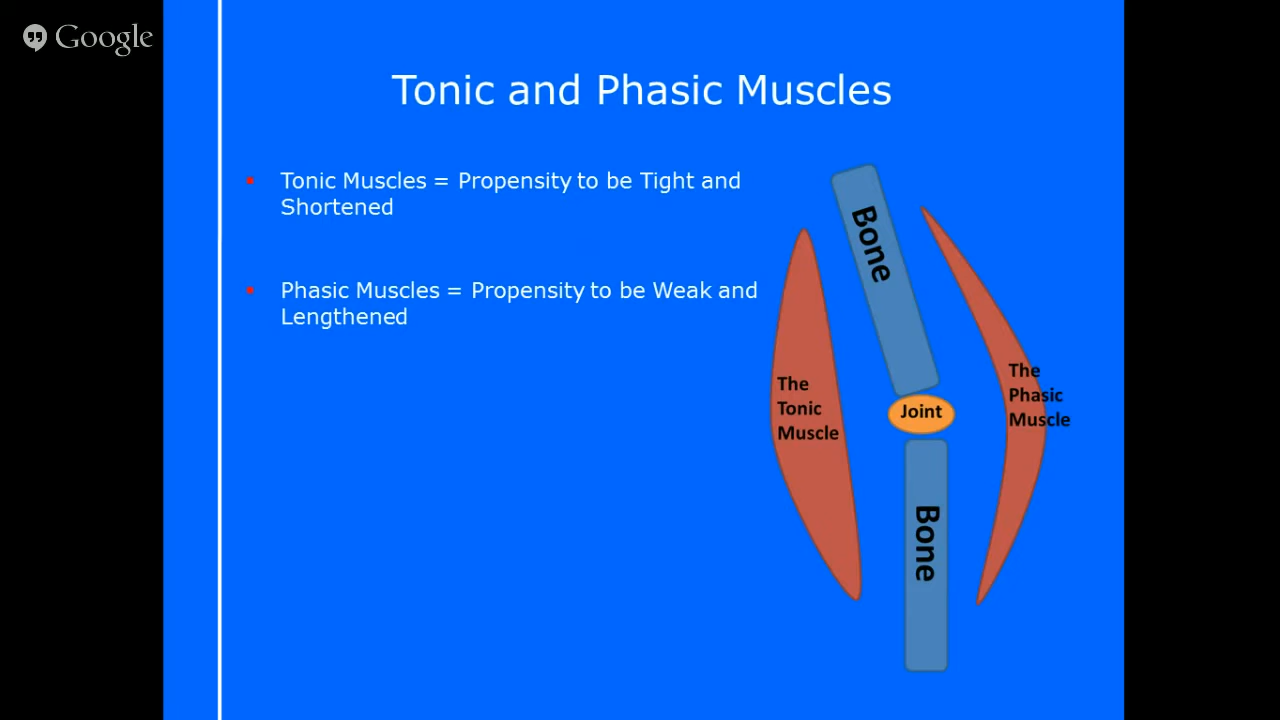 Google
Tonic and Phasic Muscles
Tonic Muscles = Propensity to be Tight and
Shortened
Phasic Muscles = Propensity to be Weak and
Lengthened
Bone
The
Tonic
Muscle
Joint
The
Phasic
Muscle
Bone